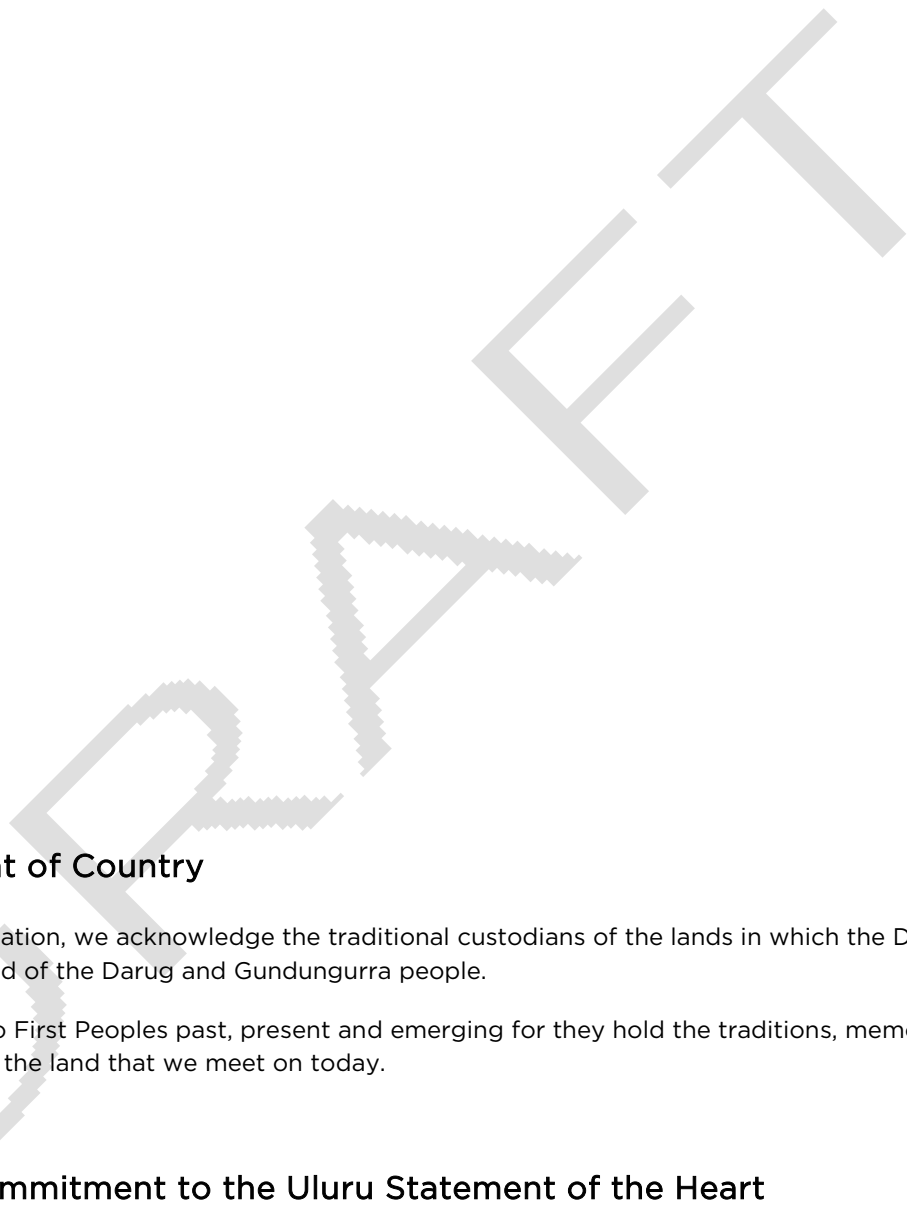 DRAFT
t of Country
ation, we acknowledge the traditional custodians of the lands in which the D
d of the Darug and Gundungurra people.
o First Peoples past, present and emerging for they hold the traditions, mem
the land that we meet on today.
mmitment to the Uluru Statement of the Heart